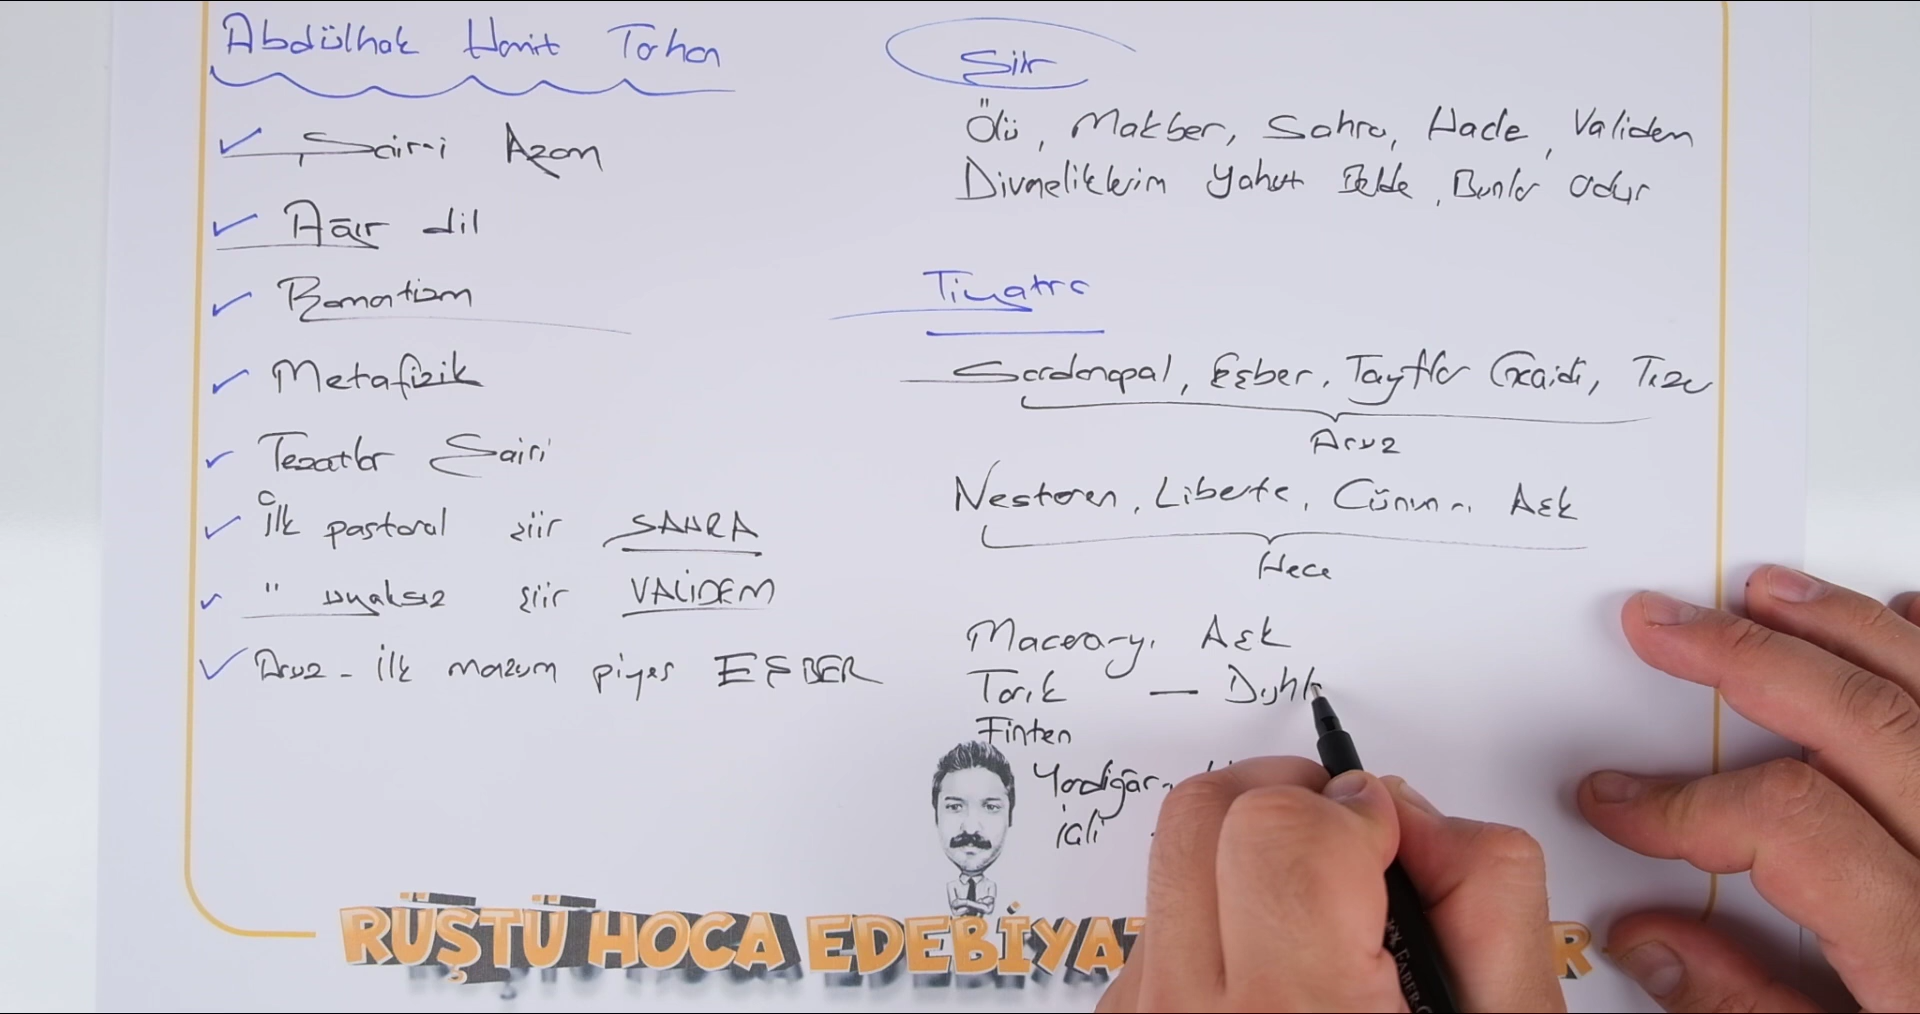 Abdülhak Hamit Tarhan
Şair-i Azam
Ağır dil
Romantizm
Metafizik
Tezatlar Şairi
İlk pastoral şiir SAHRA
" uyaksız şiir VALİDEM
Aruz - ilk manzum piyes EŞBER
Şiir
Ölü, Makber, Sahra, Hacle, Validem
Divaneliklerim Yahut Belde, Bunlar Odur
Tiyatro
Sardanapal, Eşber, Tayflar Geçidi, Tezer
Aruz
Nesteren, Liberte, Cünun-ı Aşk
Hece
Macera-yı Aşk
Tarık — Duhte
Finten
Yadigar-ı
İçli
RÜŞTÜ HOCA EDEBİYAT